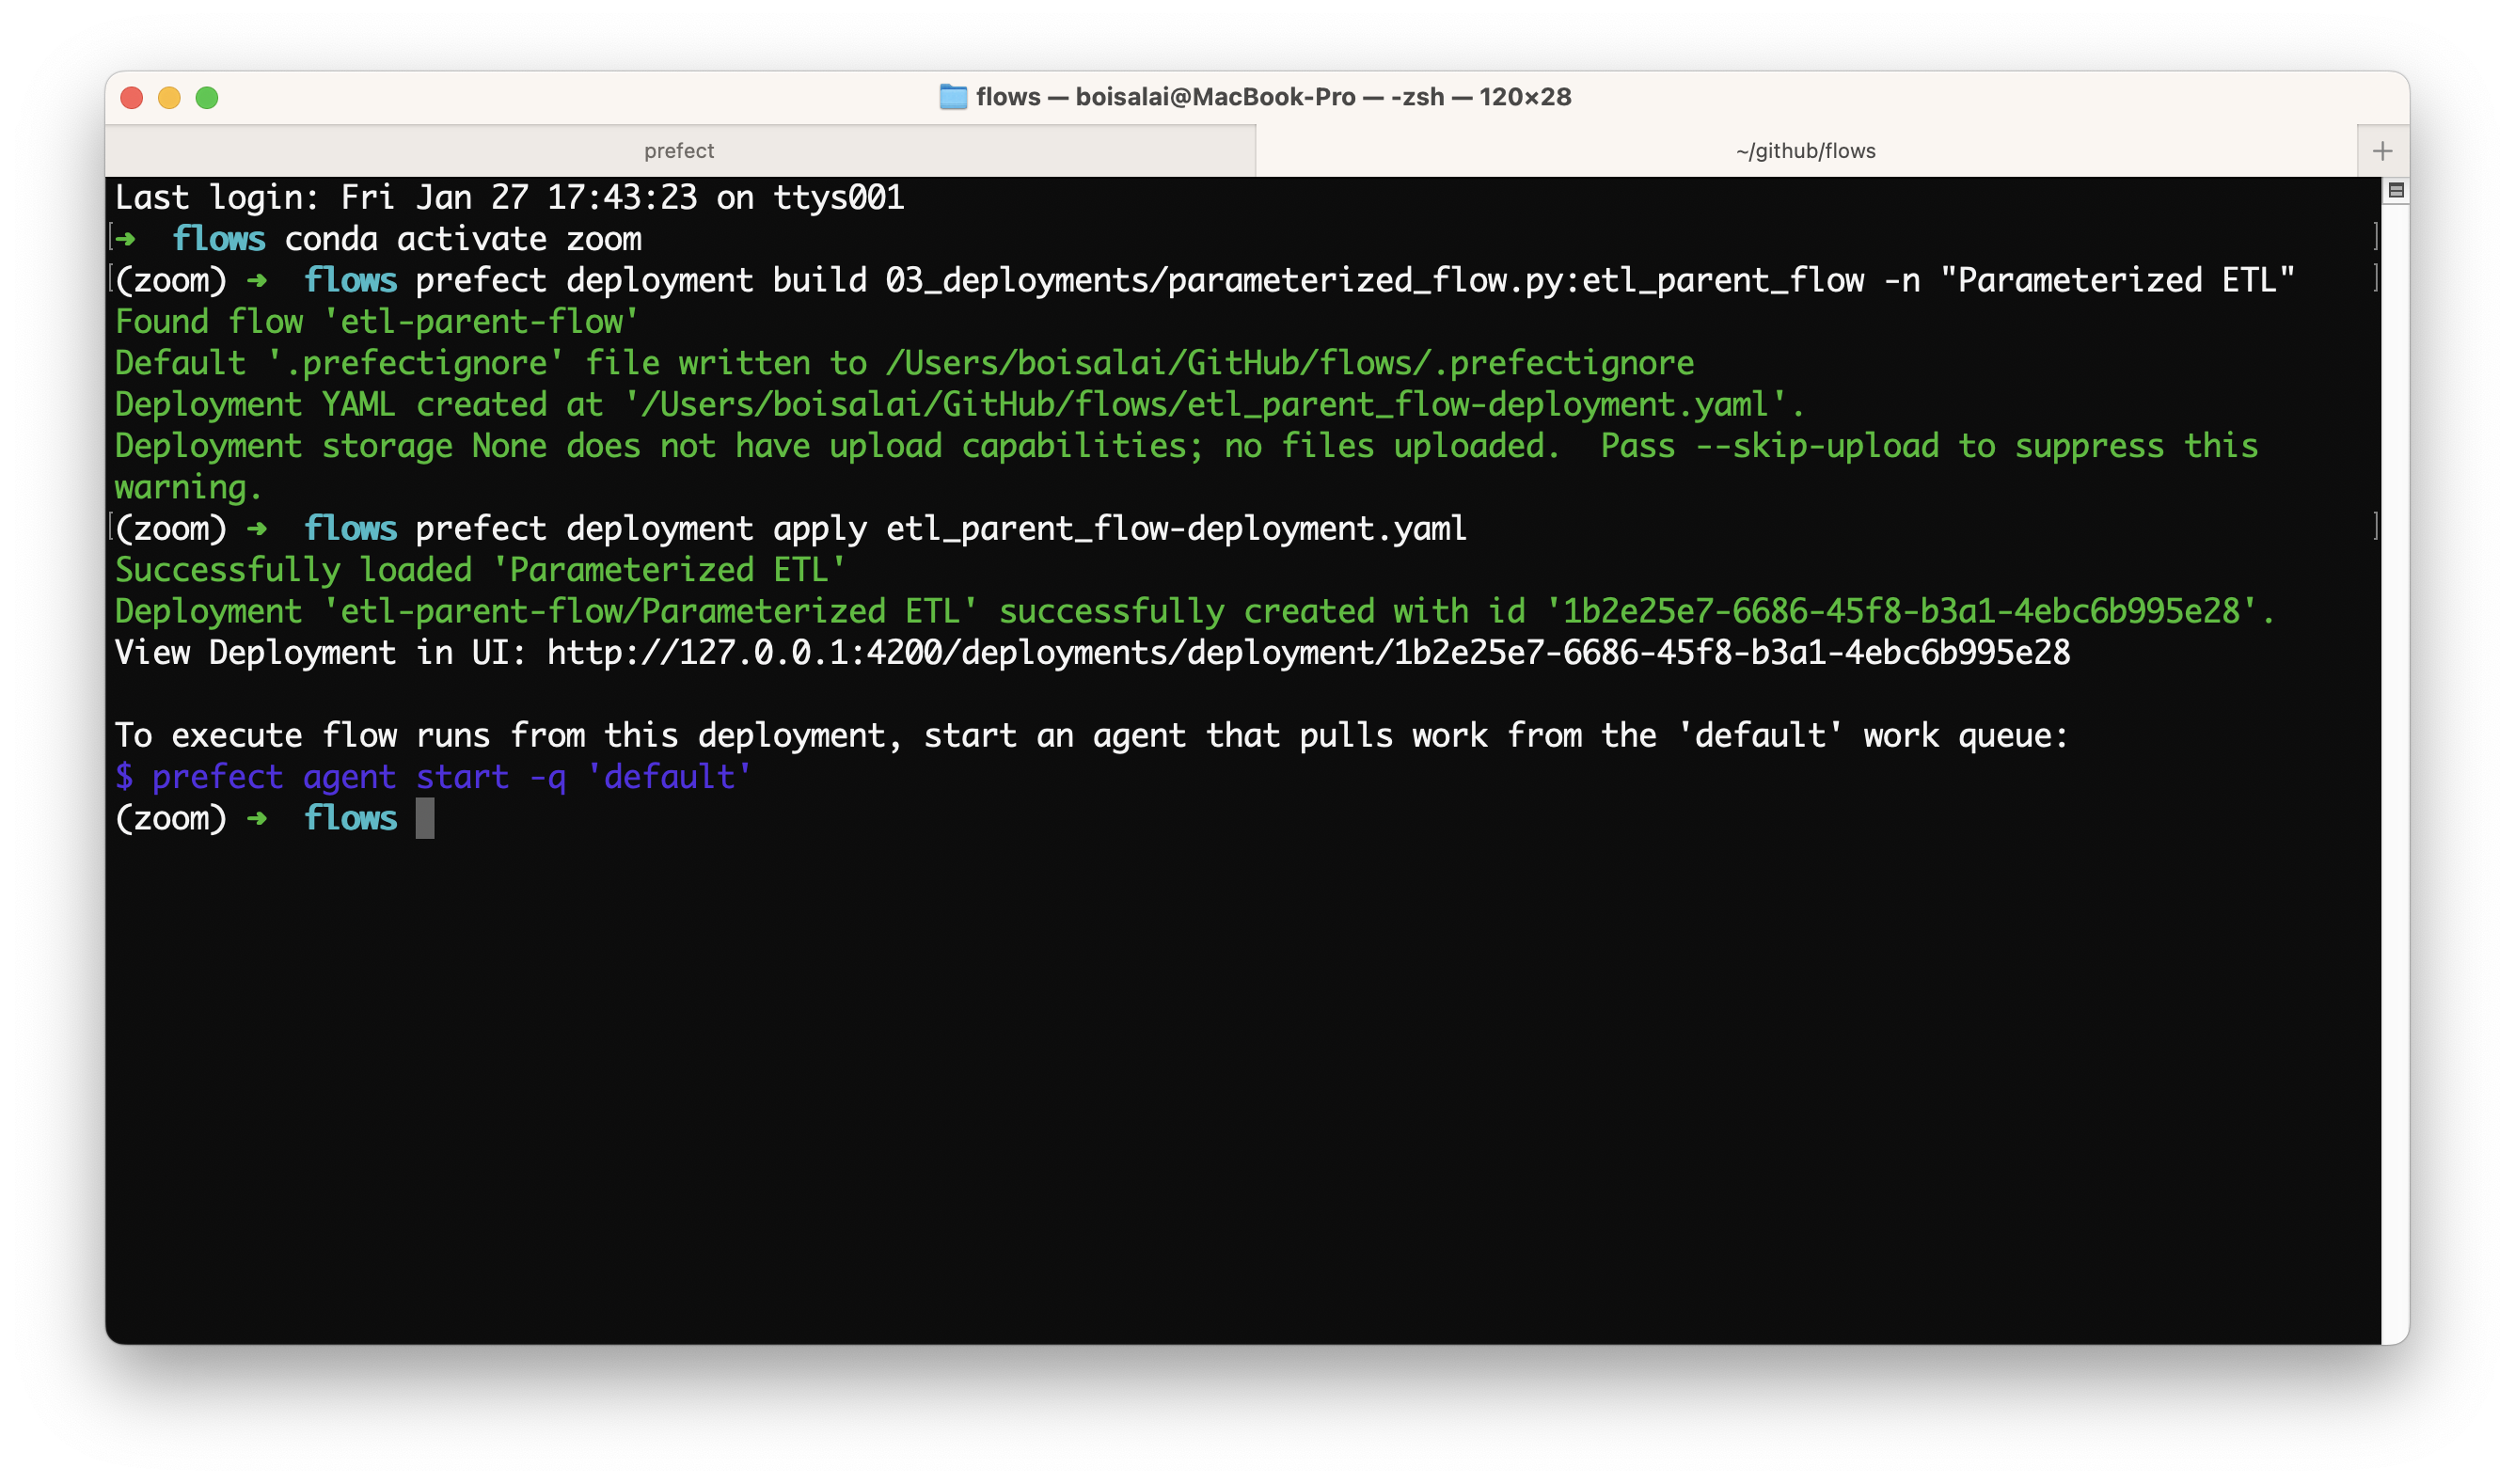 flows — boisalai@MacBook-Pro — -zsh — 120×28
prefect
~/github/flows
Last login: Fri Jan 27 17:43:23 on ttys001
➜  flows conda activate zoom
(zoom) ➜  flows prefect deployment build 03_deployments/parameterized_flow.py:etl_parent_flow -n "Parameterized ETL"
Found flow 'etl-parent-flow'
Default '.prefectignore' file written to /Users/boisalai/GitHub/flows/.prefectignore
Deployment YAML created at '/Users/boisalai/GitHub/flows/etl_parent_flow-deployment.yaml'.
Deployment storage None does not have upload capabilities; no files uploaded.  Pass --skip-upload to suppress this
warning.
(zoom) ➜  flows prefect deployment apply etl_parent_flow-deployment.yaml
Successfully loaded 'Parameterized ETL'
Deployment 'etl-parent-flow/Parameterized ETL' successfully created with id '1b2e25e7-6686-45f8-b3a1-4ebc6b995e28'.
View Deployment in UI: http://127.0.0.1:4200/deployments/deployment/1b2e25e7-6686-45f8-b3a1-4ebc6b995e28
To execute flow runs from this deployment, start an agent that pulls work from the 'default' work queue:
$ prefect agent start -q 'default'
(zoom) ➜  flows